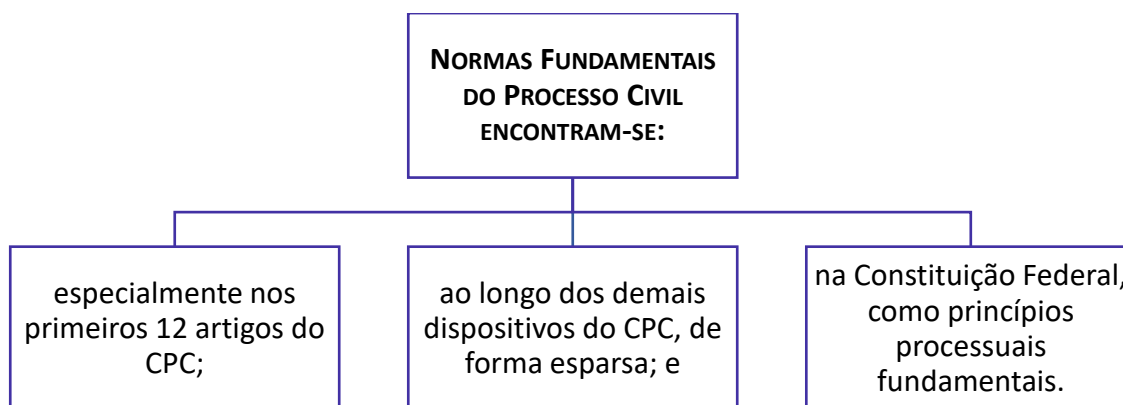 NORMAS FUNDAMENTAIS
DO PROCESSO CIVIL
ENCONTRAM-SE:
especialmente nos
primeiros 12 artigos do
CPC;
ao longo dos demais
dispositivos do CPC, de
forma esparsa; e
na Constituição Federal,
como princípios
processuais
fundamentais.